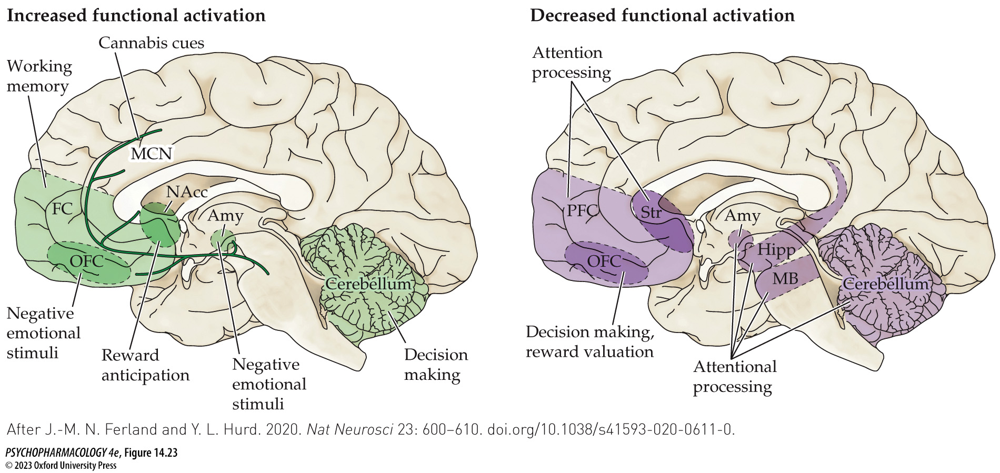 Increased functional activation
Cannabis cues
Working
memory
MCN
NAcc
FC
Amy
OFC
Cerebellum
Negative
emotional
stimuli
Reward
anticipation
Negative
emotional
stimuli
Decision
making
Decreased functional activation
Attention
processing
PFC
Str
Amy
Hipp
OFC
MB
Cerebellum
Decision making,
reward valuation
Attentional
processing
After J.-M. N. Ferland and Y. L. Hurd. 2020. Nat Neurosci 23: 600–610. doi.org/10.1038/s41593-020-0611-0.
PSYCHOPHARMACOLOGY 4e, Figure 14.23
© 2023 Oxford University Press